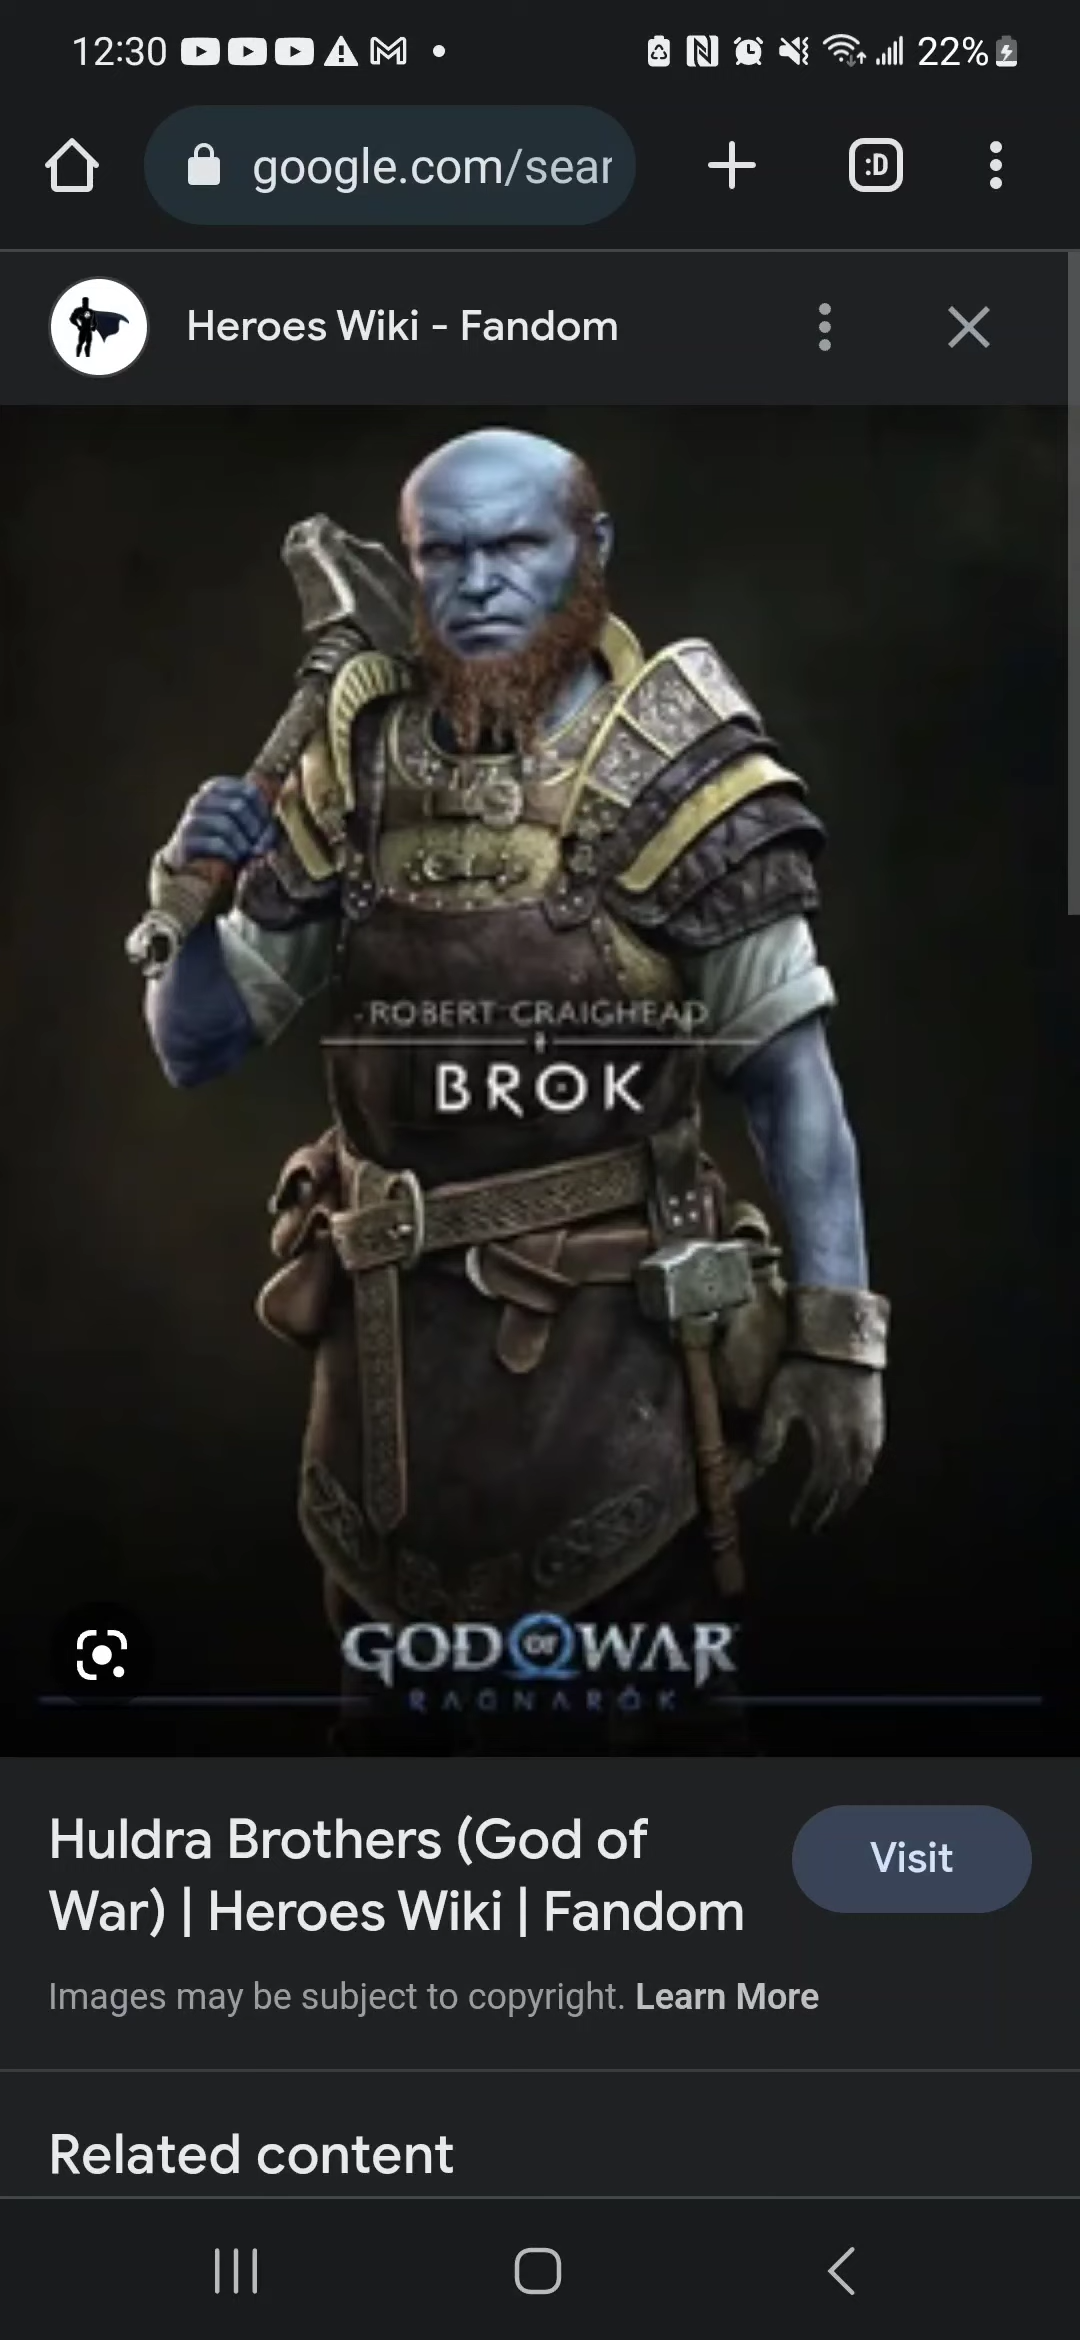 12:30
22%
google.com/sear
:D
Heroes Wiki - Fandom
ROBERT CRAIGHEAD
BROK
GOD OF WAR
RAGNARÖK
Huldra Brothers (God of
War) | Heroes Wiki | Fandom
Visit
Images may be subject to copyright. Learn More
Related content